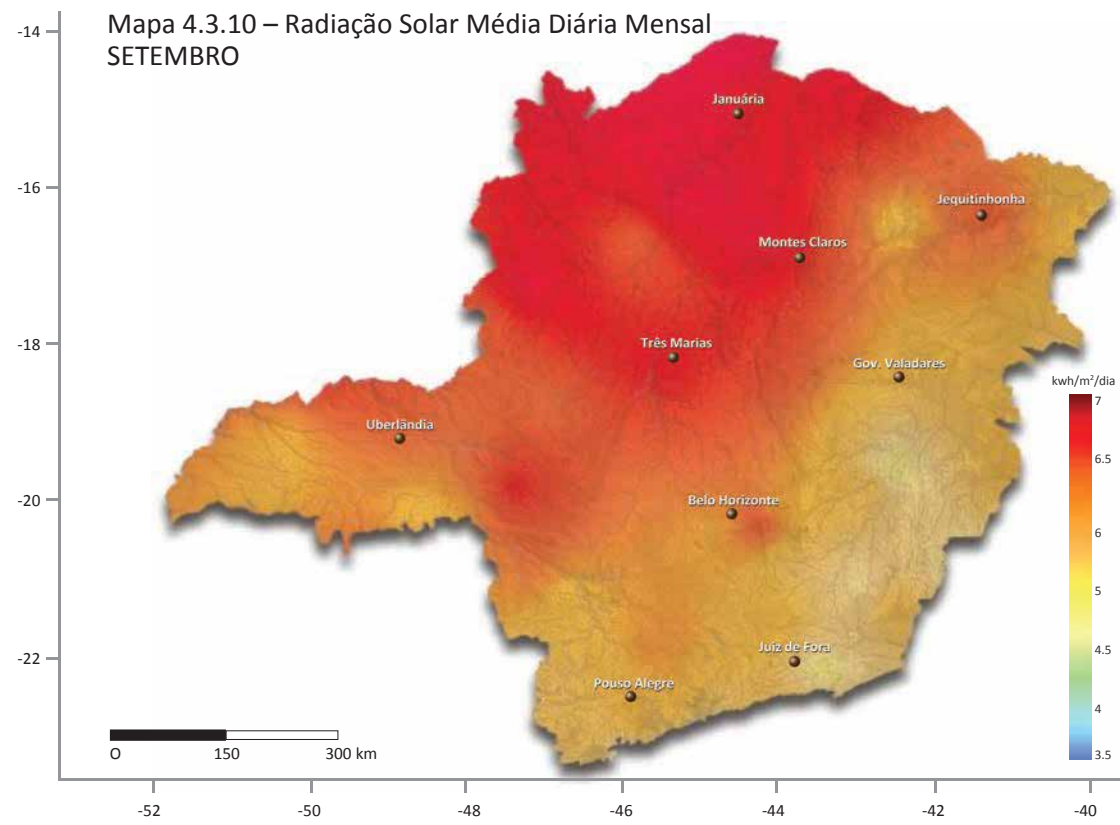 Mapa 4.3.10 – Radiação Solar Média Diária Mensal
SETEMBRO
-14
-16
-18
-20
-22
Januária
Jequitinhonha
Montes Claros
Três Marias
Gov. Valadares
Uberlândia
Belo Horizonte
Juiz de Fora
Pouso Alegre
kwh/m²/dia
7
6.5
6
5
4.5
4
3.5
0 150 300 km
-52 -50 -48 -46 -44 -42 -40